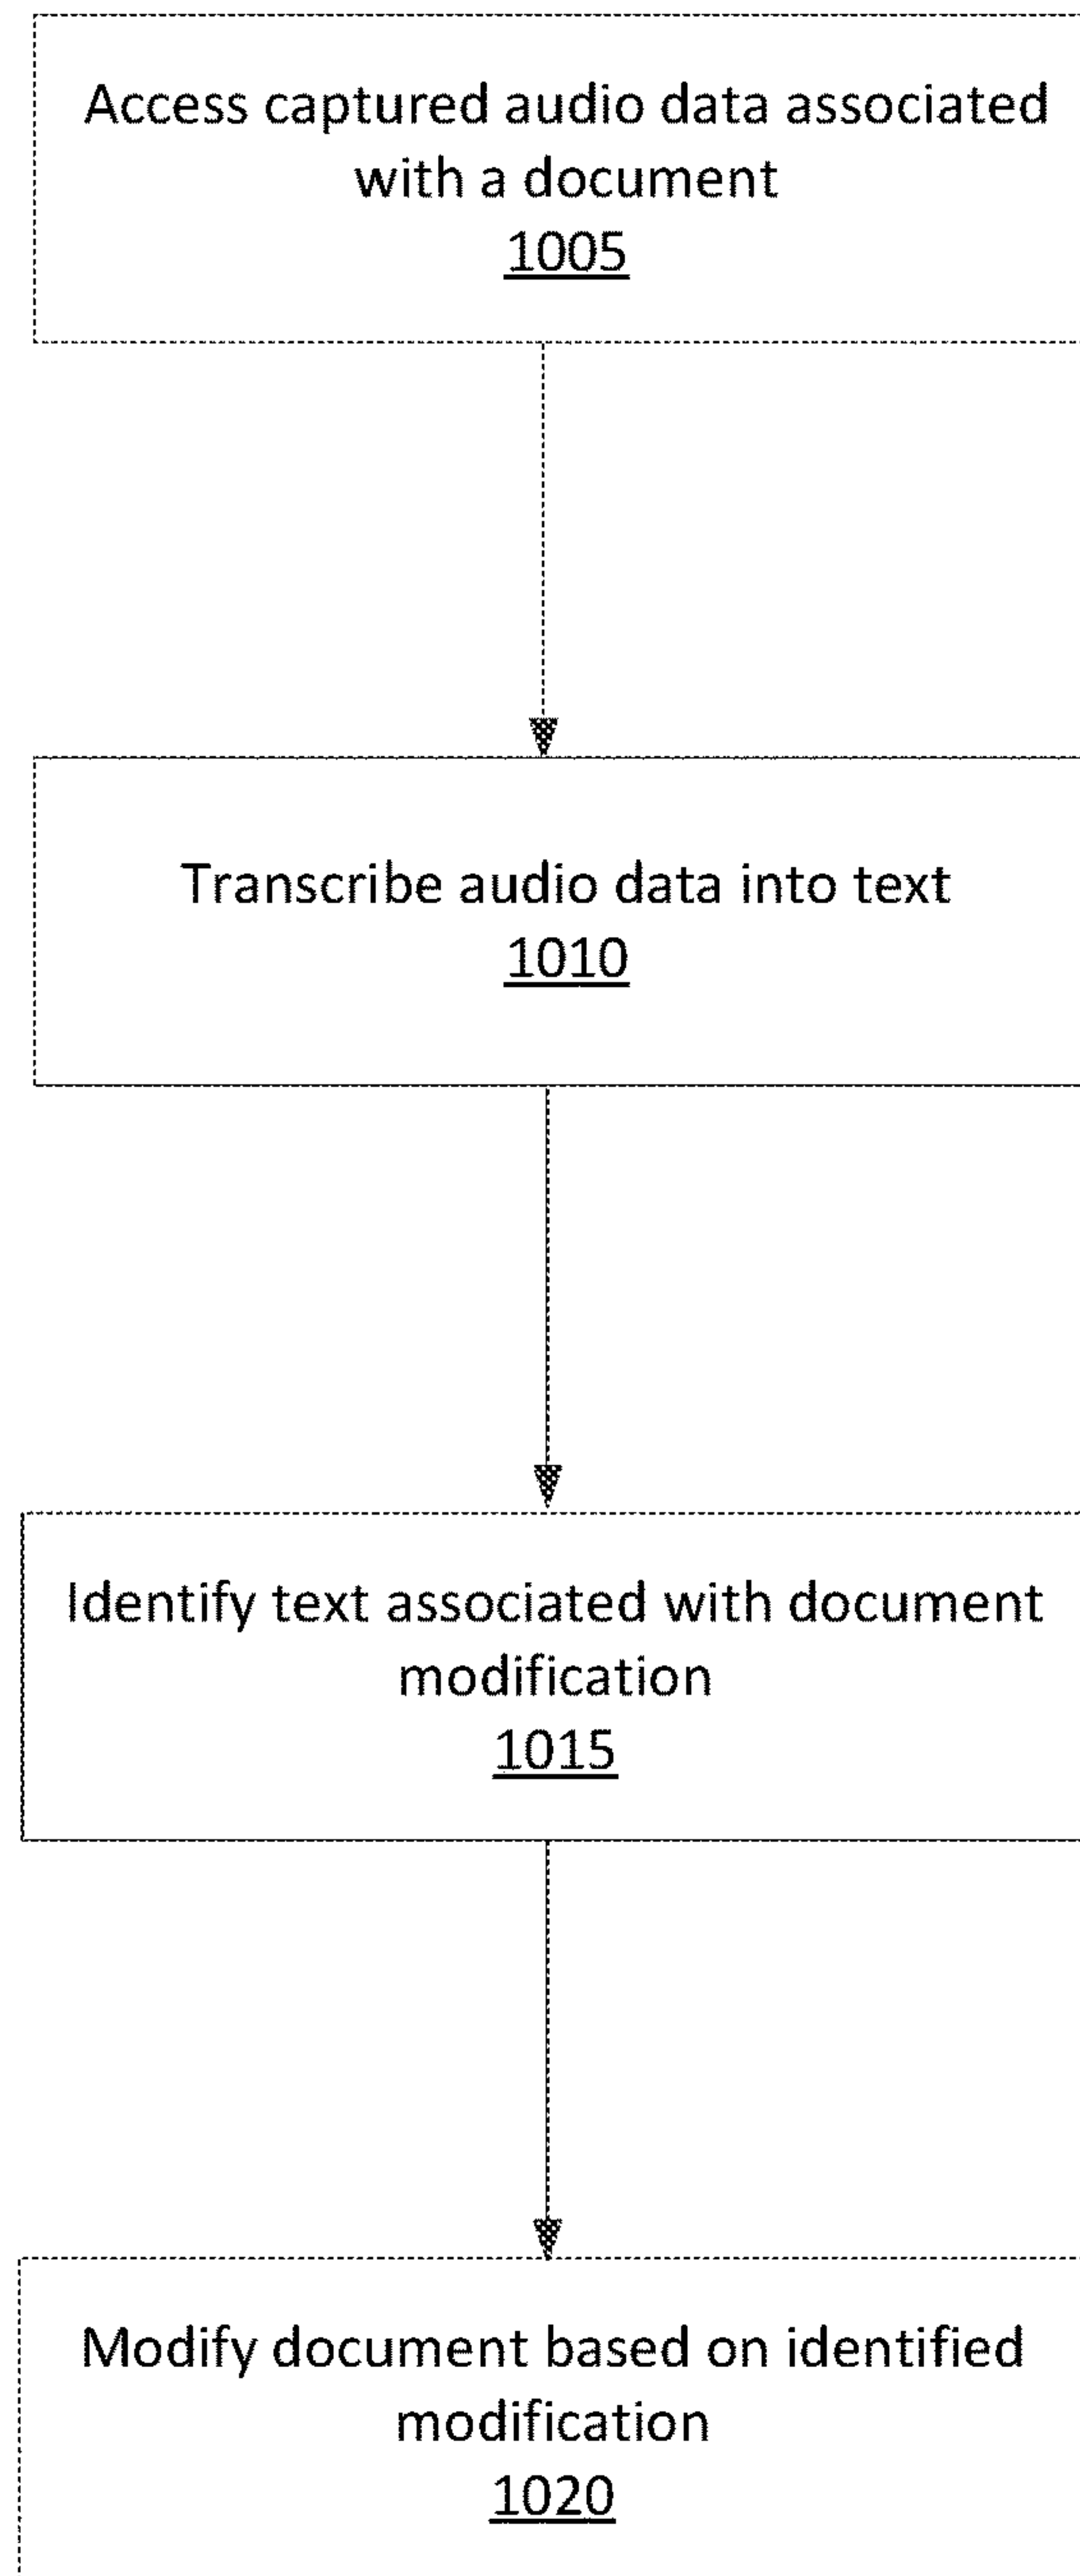 Access captured audio data associated
with a document
1005
Transcribe audio data into text
1010
Identify text associated with document
modification
1015
Modify document based on identified
modification
1020